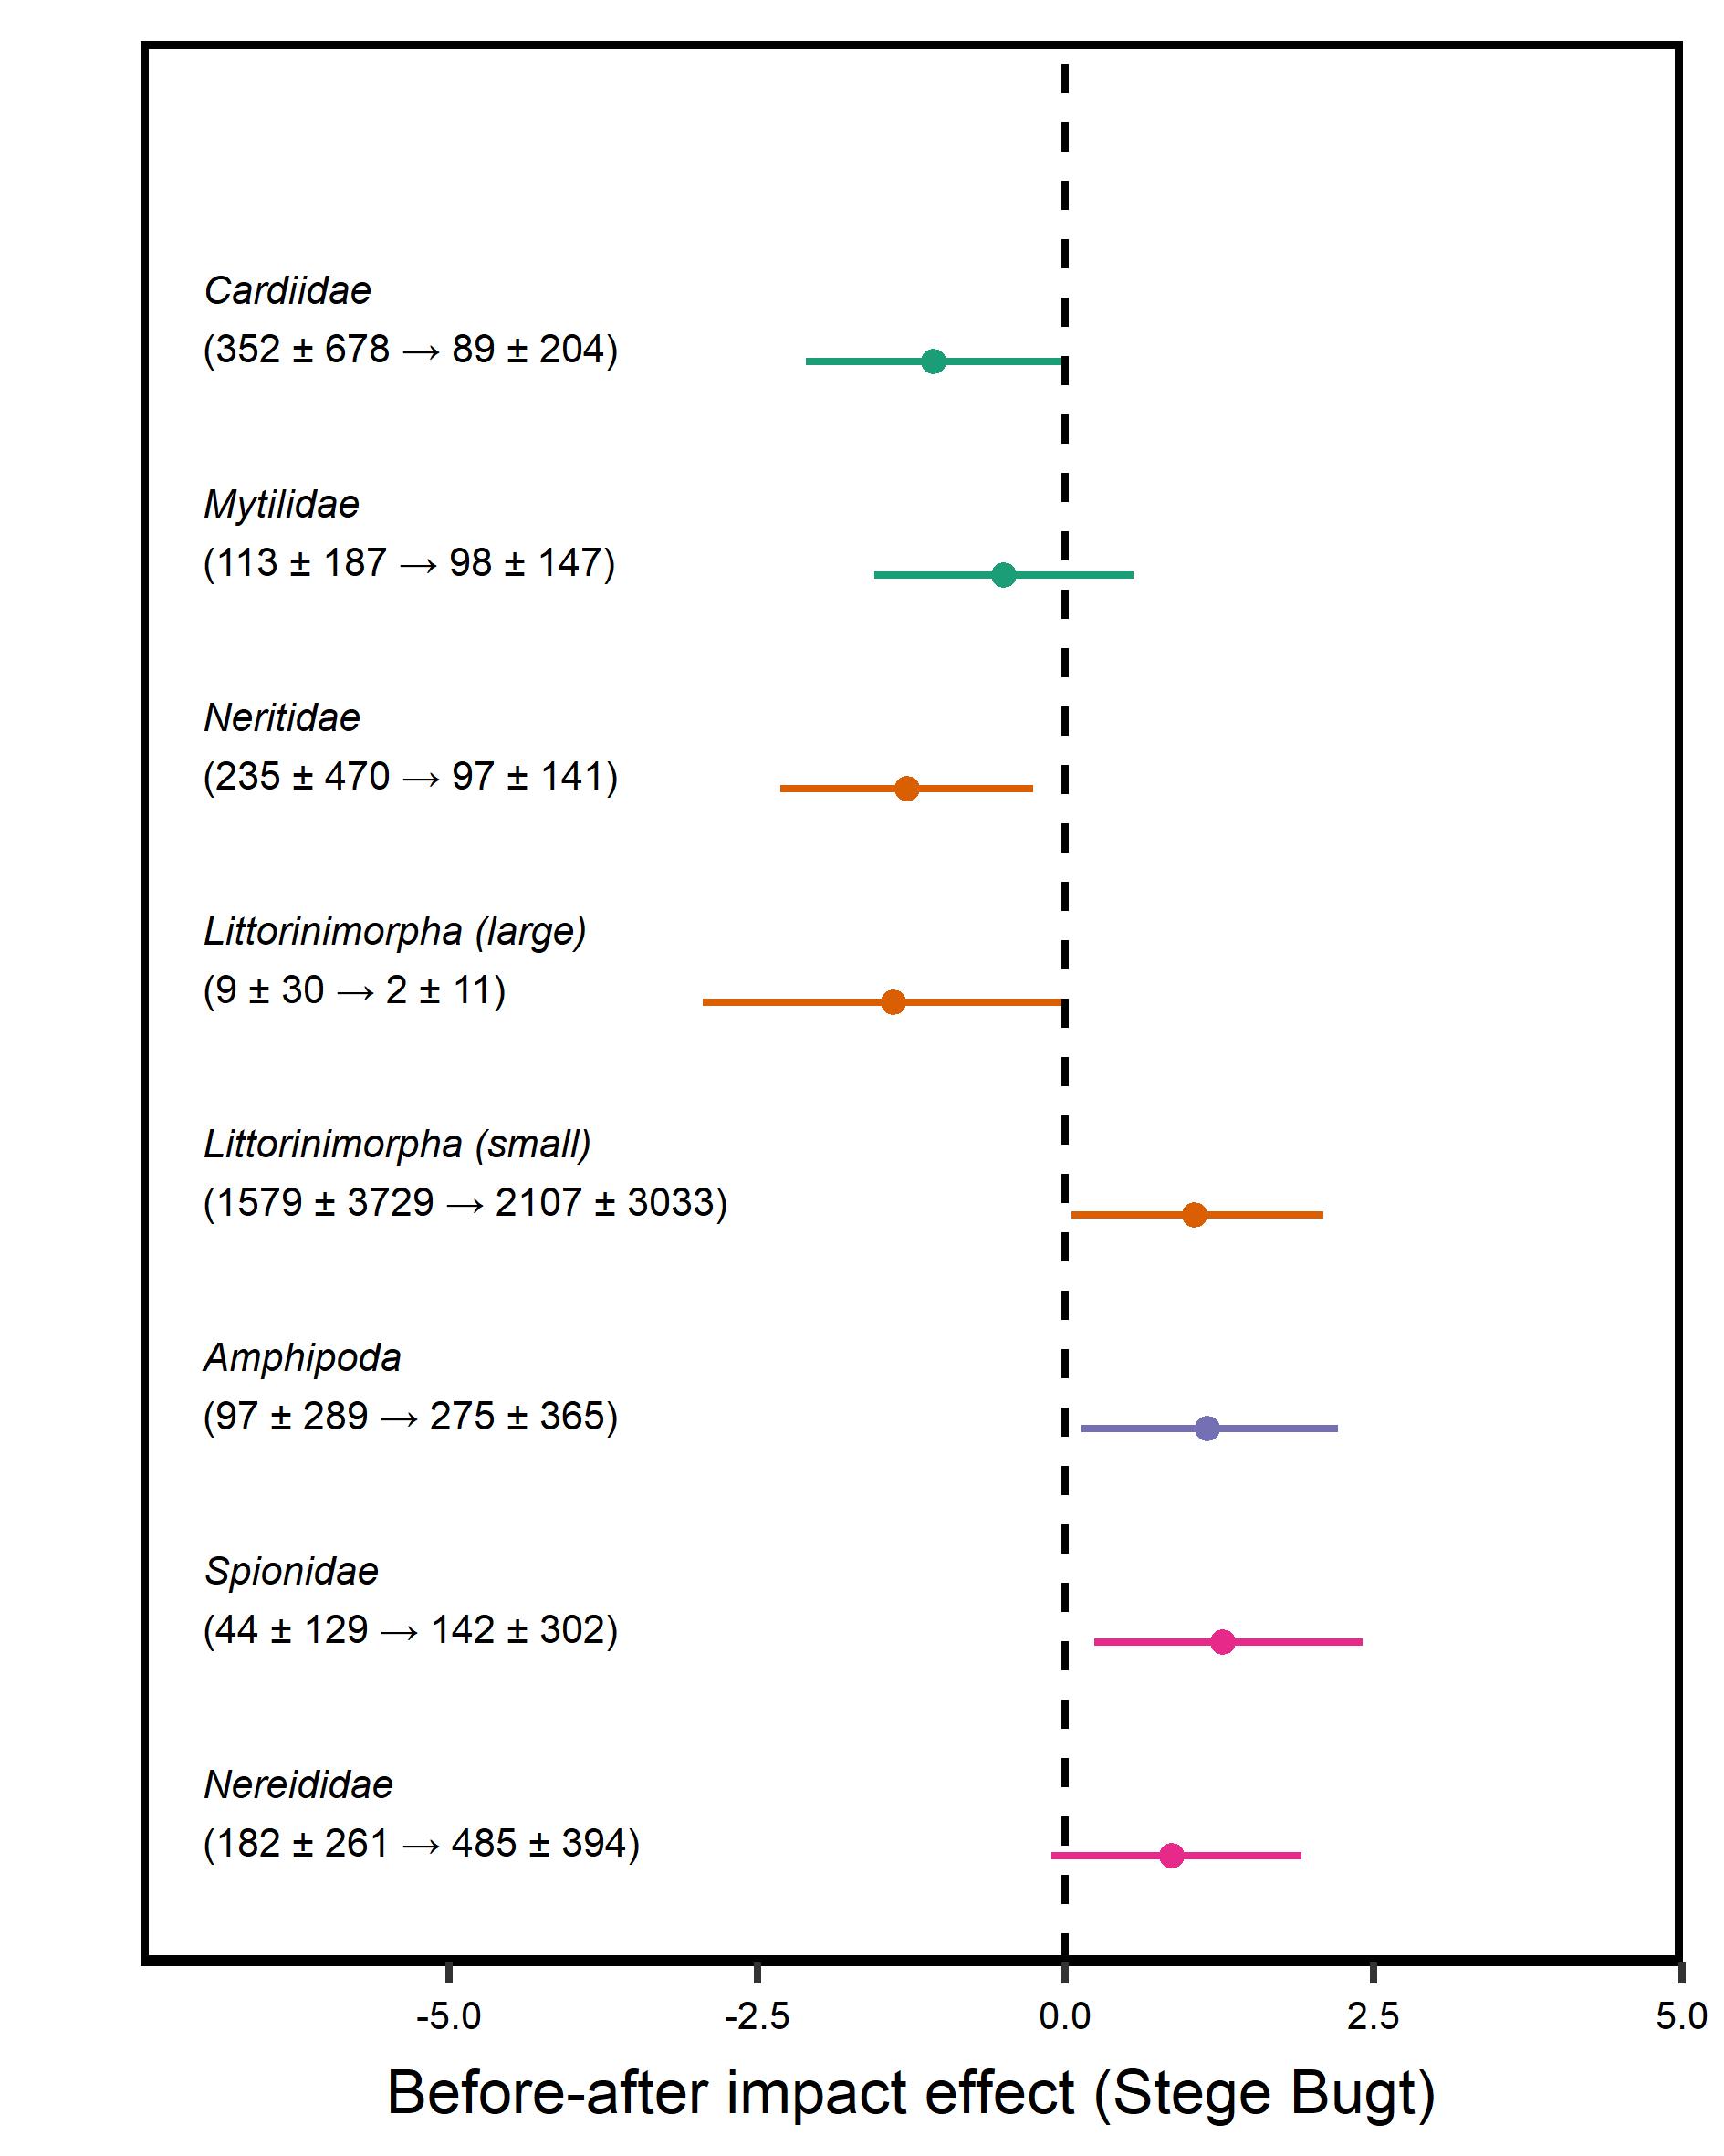 Cardiidae
(352 ± 678 → 89 ± 204)
Mytilidae
(113 ± 187 → 98 ± 147)
Neritidae
(235 ± 470 → 97 ± 141)
Littorinimorpha (large)
(9 ± 30 → 2 ± 11)
Littorinimorpha (small)
(1579 ± 3729 → 2107 ± 3033)
Amphipoda
(97 ± 289 → 275 ± 365)
Spionidae
(44 ± 129 → 142 ± 302)
Nereididae
(182 ± 261 → 485 ± 394)
-5.0 -2.5 0.0 2.5 5.0
Before-after impact effect (Stege Bugt)